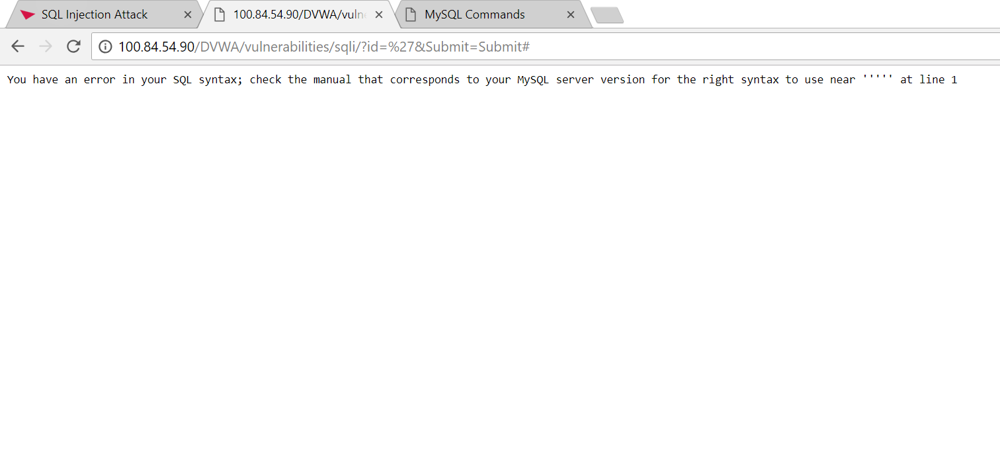 SQL Injection Attack
100.84.54.90/DVWA/vuln
MySQL Commands
100.84.54.90/DVWA/vulnerabilities/sqli/?id=%27&Submit=Submit#
You have an error in your SQL syntax; check the manual that corresponds to your MySQL server version for the right syntax to use near ''''' at line 1